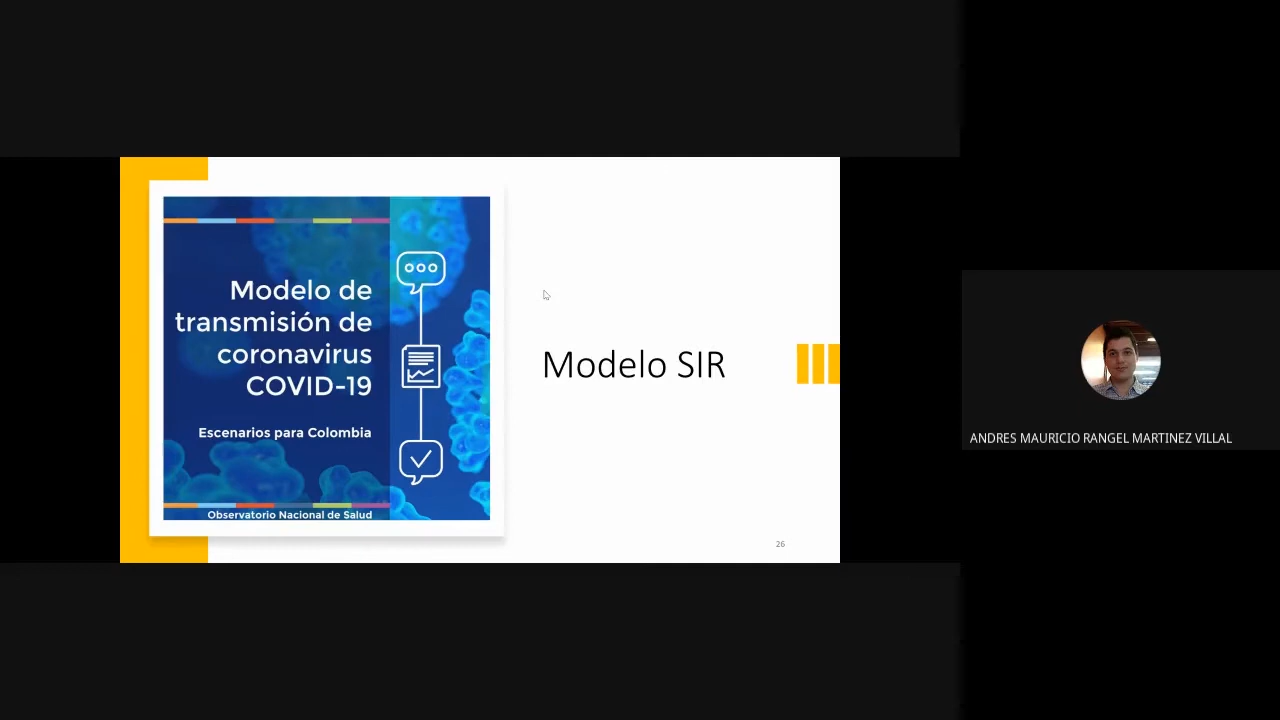 Modelo de
transmisión de
coronavirus
COVID-19
Escenarios para Colombia
Observatorio Nacional de Salud
Modelo SIR
26
ANDRES MAURICIO RANGEL MARTINEZ VILLAL